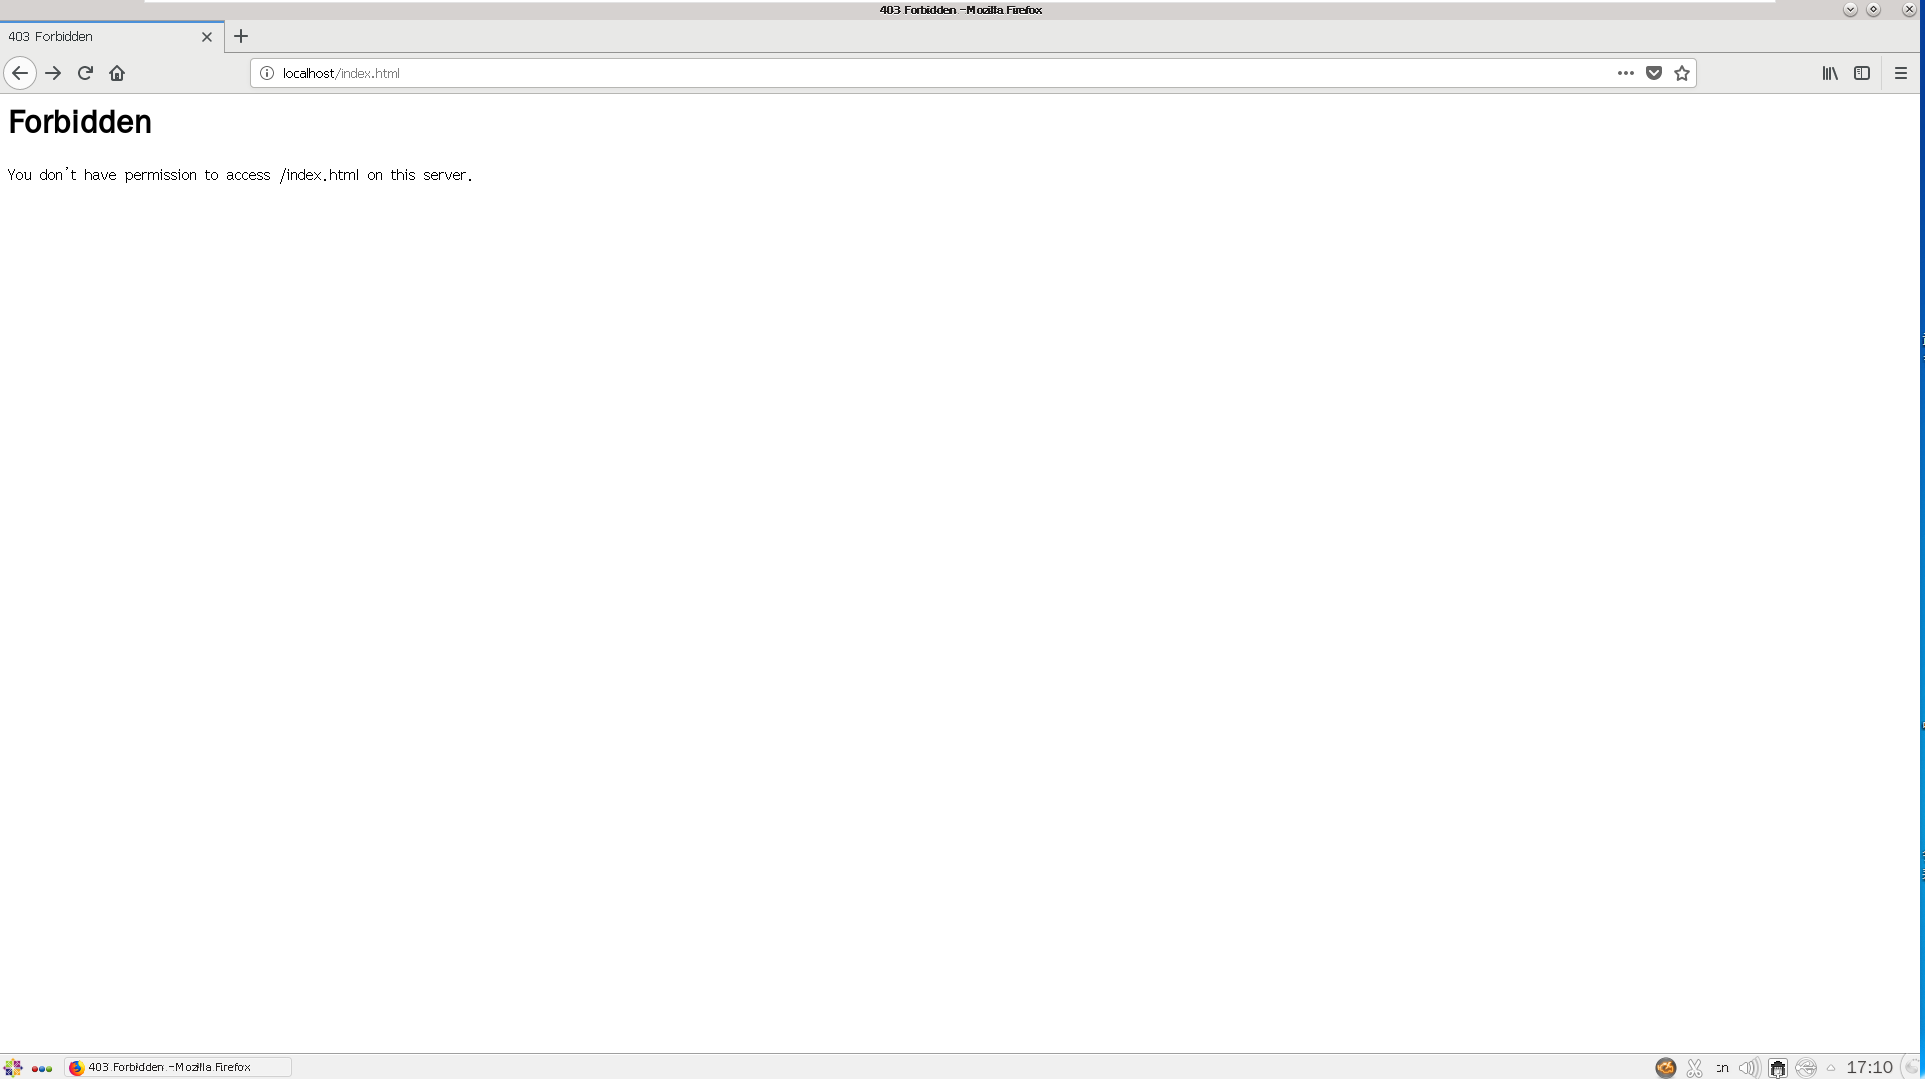 403 Forbidden - Mozilla Firefox
403 Forbidden
localhost/index.html
Forbidden
You don't have permission to access /index.html on this server.
403 Forbidden - Mozilla Firefox
17:10